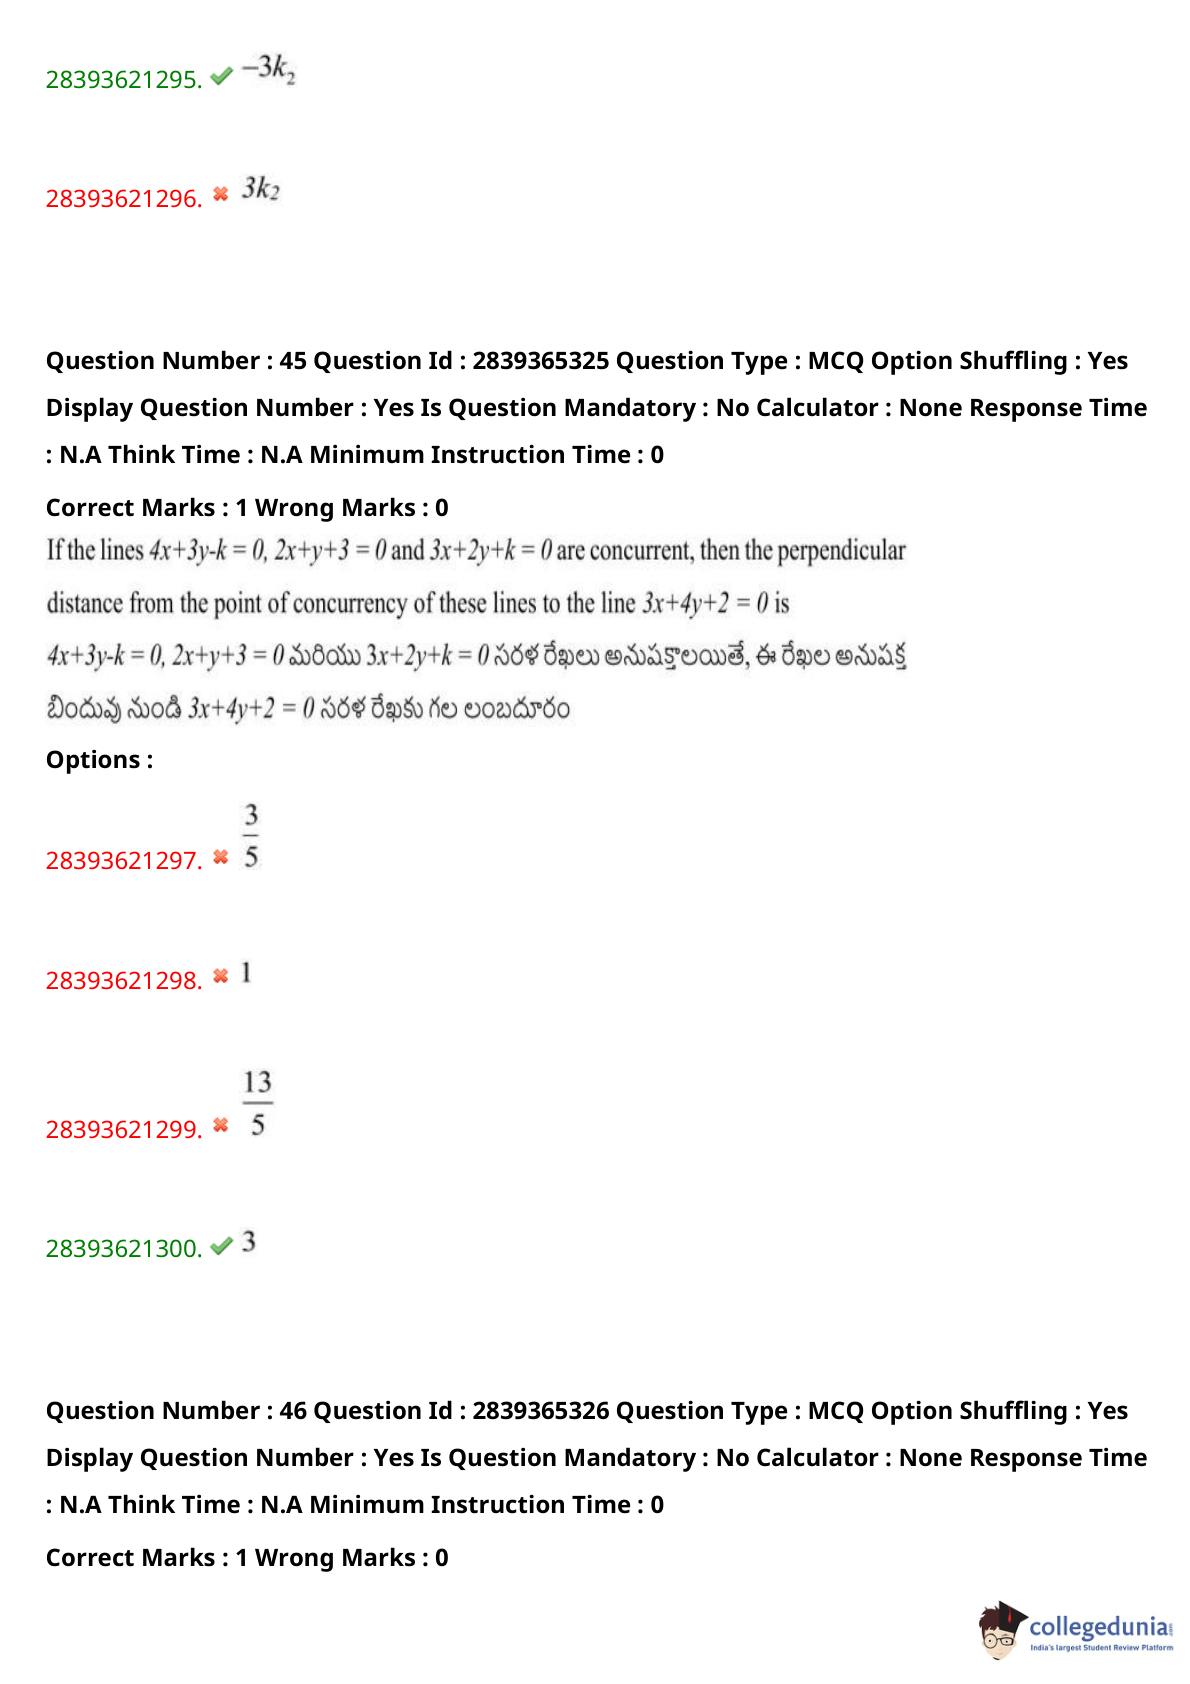 28393621295. −3k₂
28393621296. 3k₂
Question Number : 45 Question Id : 2839365325 Question Type : MCQ Option Shuffling : Yes
Display Question Number : Yes Is Question Mandatory : No Calculator : None Response Time
: N.A Think Time : N.A Minimum Instruction Time : 0
Correct Marks : 1 Wrong Marks : 0
If the lines 4x+3y-k = 0, 2x+y+3 = 0 and 3x+2y+k = 0 are concurrent, then the perpendicular
distance from the point of concurrency of these lines to the line 3x+4y+2 = 0 is
4x+3y-k = 0, 2x+y+3 = 0 మరియు 3x+2y+k = 0 సరళ రేఖలు అనుషక్తాలయితే, ఈ రేఖల అనుషక్త
బిందువు నుండి 3x+4y+2 = 0 సరళ రేఖకు గల లంబదూరం
Options :
28393621297. 3/5
28393621298. 1
28393621299. 13/5
28393621300. 3
Question Number : 46 Question Id : 2839365326 Question Type : MCQ Option Shuffling : Yes
Display Question Number : Yes Is Question Mandatory : No Calculator : None Response Time
: N.A Think Time : N.A Minimum Instruction Time : 0
Correct Marks : 1 Wrong Marks : 0
collegedunia
India's largest Student Review Platform